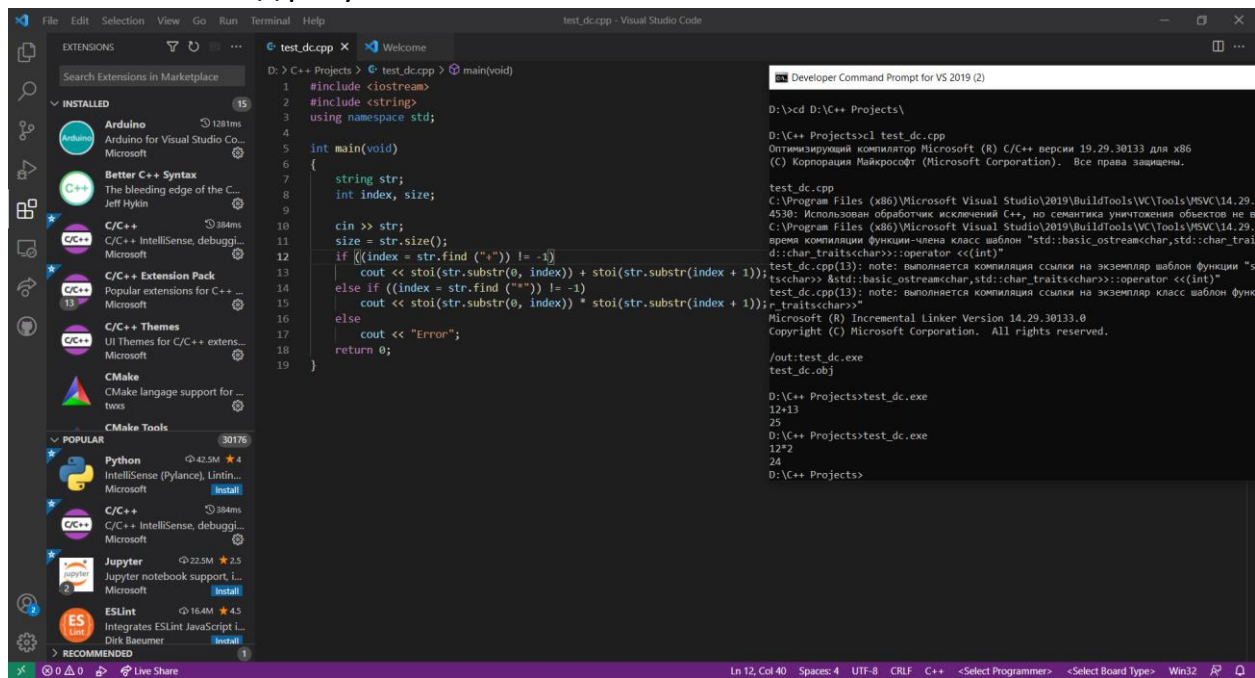 File Edit Selection View Go Run Terminal Help
test_dc.cpp - Visual Studio Code
EXTENSIONS
Search Extensions in Marketplace
INSTALLED 15
Arduino 1281ms
Arduino for Visual Studio Co...
Microsoft
Better C++ Syntax
The bleeding edge of the C...
Jeff Hykin
C/C++ 384ms
C/C++ IntelliSense, debuggi...
Microsoft
C/C++ Extension Pack
Popular extensions for C++ ...
Microsoft
13
C/C++ Themes
UI Themes for C/C++ extens...
Microsoft
CMake
CMake langage support for ...
twxs
CMake Tools
POPULAR 30176
Python 42.5M 4
IntelliSense (Pylance), Lintin...
Microsoft Install
C/C++ 384ms
C/C++ IntelliSense, debuggi...
Microsoft
Jupyter 22.5M 2.5
Jupyter notebook support, i...
Microsoft Install
2
ESLint 16.4M 4.5
Integrates ESLint JavaScript i...
Dirk Baeumer Install
RECOMMENDED 1
test_dc.cpp
Welcome
D: > C++ Projects > test_dc.cpp > main(void)
1 #include <iostream>
2 #include <string>
3 using namespace std;
4
5 int main(void)
6 {
7 string str;
8 int index, size;
9
10 cin >> str;
11 size = str.size();
12 if ((index = str.find ("+")) != -1)
13 cout << stoi(str.substr(0, index)) + stoi(str.substr(index + 1));
14 else if ((index = str.find ("*")) != -1)
15 cout << stoi(str.substr(0, index)) * stoi(str.substr(index + 1));
16 else
17 cout << "Error";
18 return 0;
19 }
Developer Command Prompt for VS 2019 (2)
D:\>cd D:\C++ Projects\
D:\C++ Projects>cl test_dc.cpp
Оптимизирующий компилятор Microsoft (R) C/C++ версии 19.29.30133 для x86
(C) Корпорация Майкрософт (Microsoft Corporation). Все права защищены.
test_dc.cpp
C:\Program Files (x86)\Microsoft Visual Studio\2019\BuildTools\VC\Tools\MSVC\14.29.
4530: Использован обработчик исключений C++, но семантика уничтожения объектов не в
C:\Program Files (x86)\Microsoft Visual Studio\2019\BuildTools\VC\Tools\MSVC\14.29.
время компиляции функции-члена класс шаблон "std::basic_ostream<char,std::char_trai
d::char_traits<char>>::operator <<(int)"
test_dc.cpp(13): note: выполняется компиляция ссылки на экземпляр шаблон функции "s
ts<char>> &std::basic_ostream<char,std::char_traits<char>>::operator <<(int)"
test_dc.cpp(13): note: выполняется компиляция ссылки на экземпляр класс шаблон функ
r_traits<char>>"
Microsoft (R) Incremental Linker Version 14.29.30133.0
Copyright (C) Microsoft Corporation. All rights reserved.
/out:test_dc.exe
test_dc.obj
D:\C++ Projects>test_dc.exe
12+13
25
D:\C++ Projects>test_dc.exe
12*2
24
D:\C++ Projects>
2
0 0 Live Share
Ln 12, Col 40 Spaces: 4 UTF-8 CRLF C++ <Select Programmer> <Select Board Type> Win32